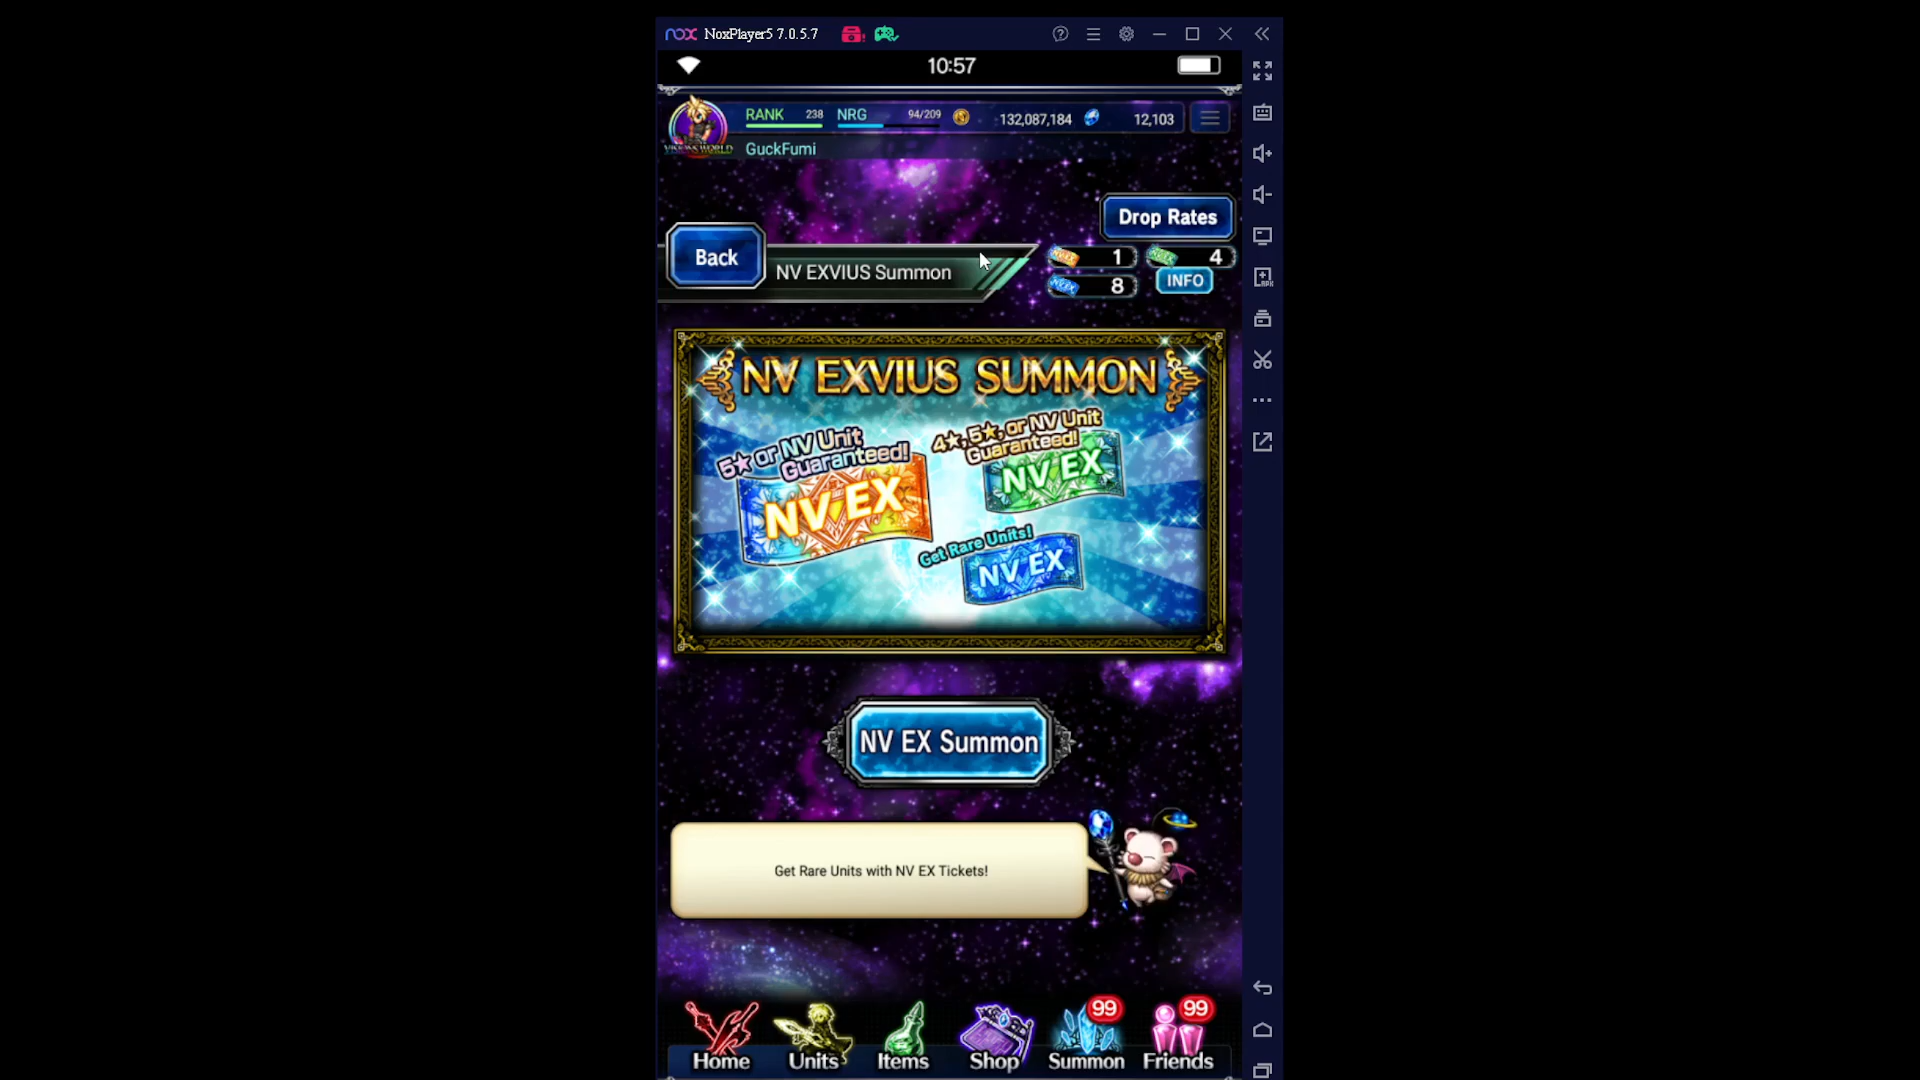 nox NoxPlayer5 7.0.5.7
10:57
RANK 238 NRG 94/209 132,087,184 12,103
VISIONS WORLD
GuckFumi
Drop Rates
Back
NV EXVIUS Summon
1
4
8
INFO
NV EXVIUS SUMMON
5★ or NV Unit
Guaranteed!
NV EX
4★, 5★, or NV Unit
Guaranteed!
NV EX
Get Rare Units!
NV EX
NV EX Summon
Get Rare Units with NV EX Tickets!
99
99
Home Units Items Shop Summon Friends